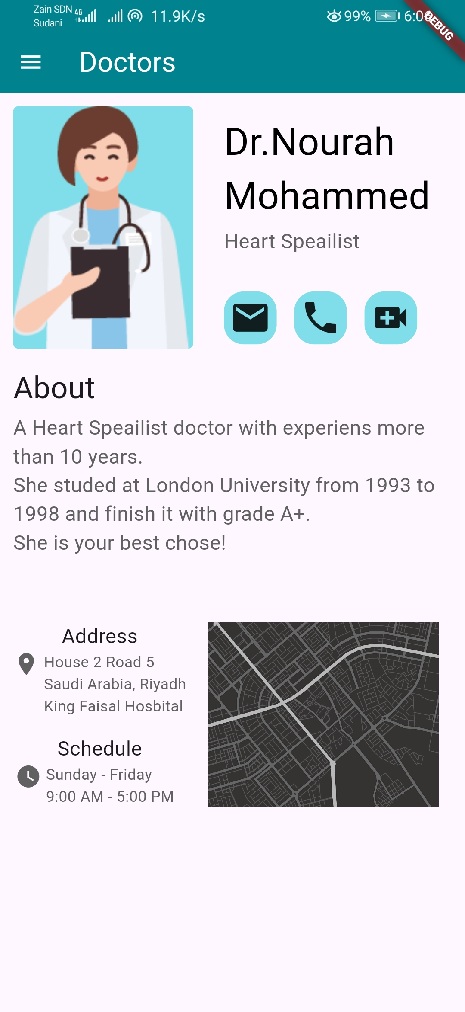 Zain SDN 4G 11.9K/s 99% 6:0
Sudani
DEBUG
Doctors
Dr.Nourah
Mohammed
Heart Speailist
About
A Heart Speailist doctor with experiens more
than 10 years.
She studed at London University from 1993 to
1998 and finish it with grade A+.
She is your best chose!
Address
House 2 Road 5
Saudi Arabia, Riyadh
King Faisal Hosbital
Schedule
Sunday - Friday
9:00 AM - 5:00 PM